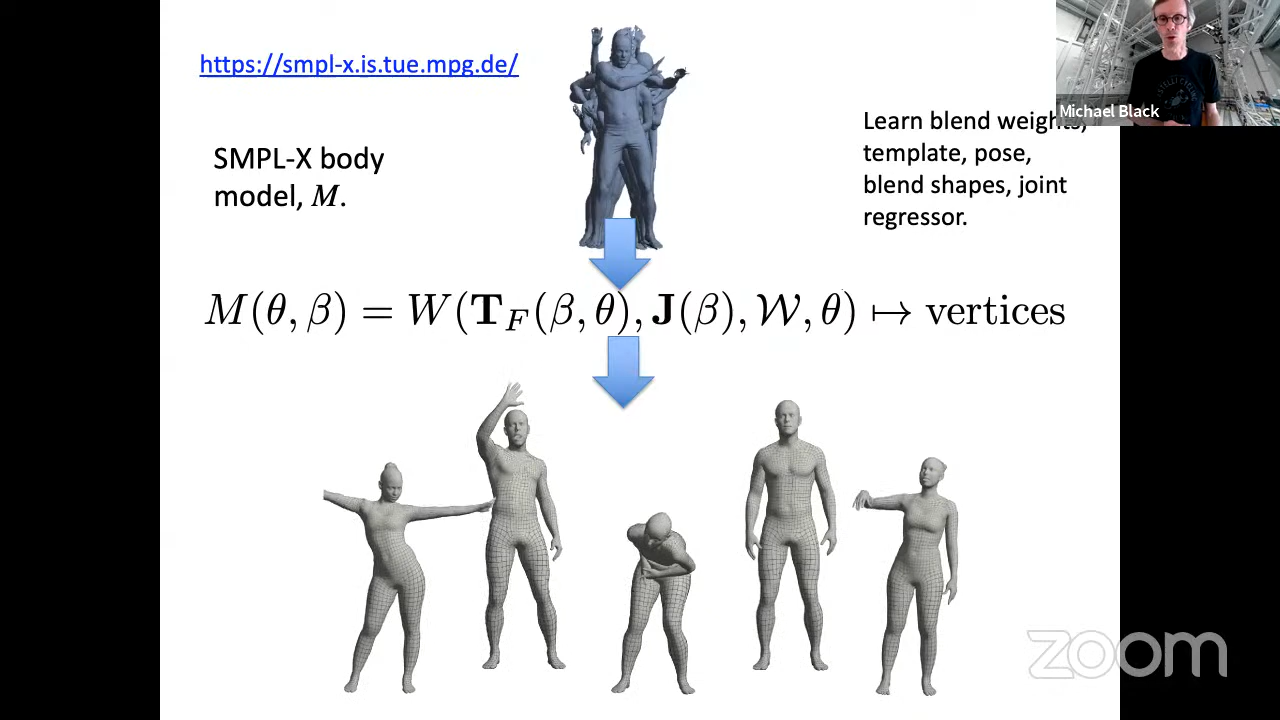 https://smpl-x.is.tue.mpg.de/
SMPL-X body
model, M.
Michael Black
Learn blend weights,
template, pose,
blend shapes, joint
regressor.
M(θ, β) = W(T_F(β, θ), J(β), 𝒲, θ) ↦ vertices
zoom